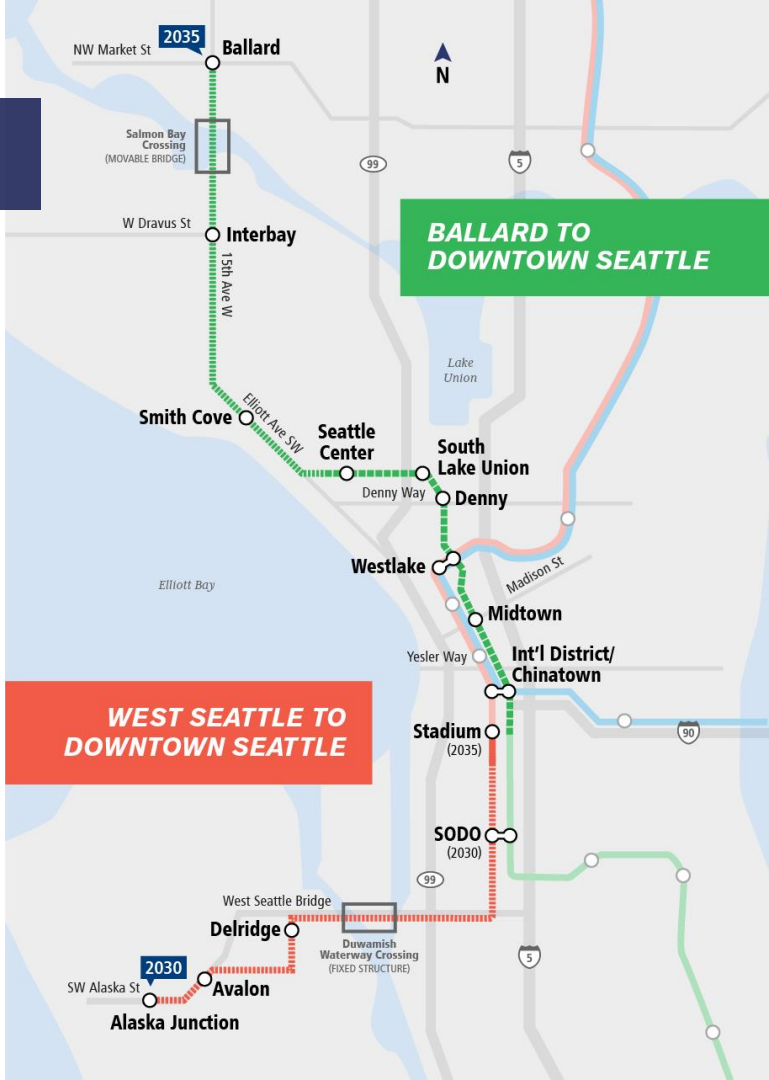 2035
NW Market St
Ballard
N
Salmon Bay
Crossing
(MOVABLE BRIDGE)
99
5
W Dravus St
Interbay
BALLARD TO
DOWNTOWN SEATTLE
15th Ave W
Lake
Union
Smith Cove
Elliott Ave SW
Seattle
Center
South
Lake Union
Denny Way
Denny
Westlake
Madison St
Elliott Bay
Midtown
Yesler Way
Int'l District/
Chinatown
WEST SEATTLE TO
DOWNTOWN SEATTLE
Stadium
(2035)
90
SODO
(2030)
99
West Seattle Bridge
Delridge
Duwamish
Waterway Crossing
(FIXED STRUCTURE)
5
2030
SW Alaska St
Avalon
Alaska Junction